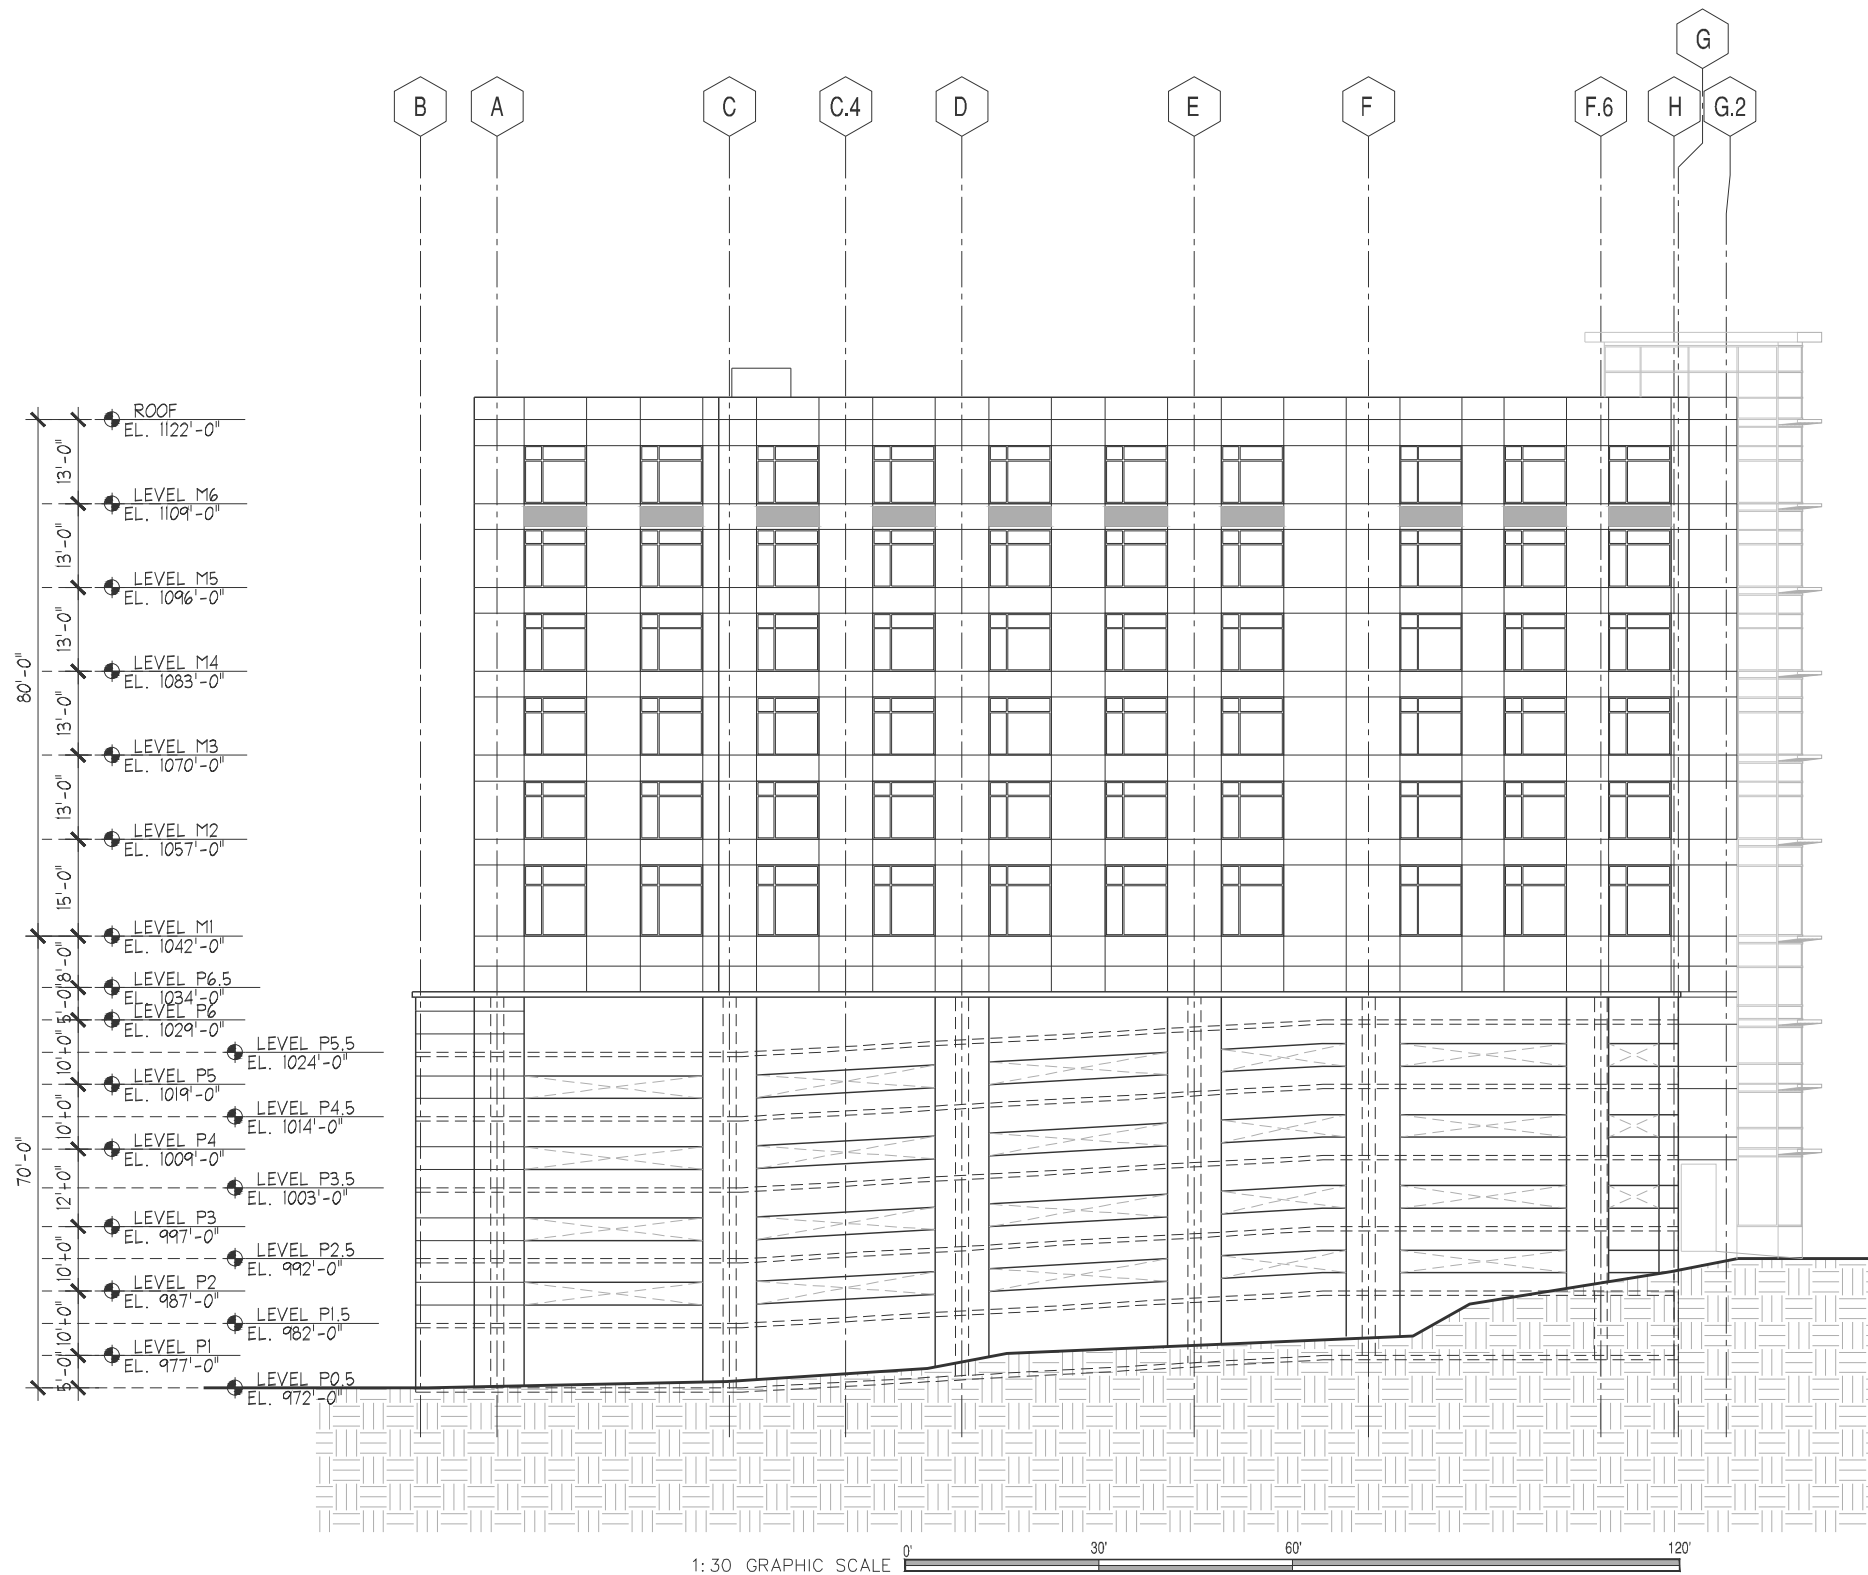 G
B
A
C
C.4
D
E
F
F.6
H
G.2
ROOF
EL. 1122'-0"
13'-0"
LEVEL M6
EL. 1109'-0"
13'-0"
LEVEL M5
EL. 1096'-0"
13'-0"
LEVEL M4
EL. 1083'-0"
80'-0"
13'-0"
LEVEL M3
EL. 1070'-0"
13'-0"
LEVEL M2
EL. 1057'-0"
15'-0"
LEVEL M1
EL. 1042'-0"
8'-0"
LEVEL P6.5
EL. 1034'-0"
5'-0"
LEVEL P6
EL. 1029'-0"
LEVEL P5.5
EL. 1024'-0"
10'-0"
LEVEL P5
EL. 1019'-0"
LEVEL P4.5
EL. 1014'-0"
10'-0"
LEVEL P4
EL. 1009'-0"
70'-0"
LEVEL P3.5
EL. 1003'-0"
12'-0"
LEVEL P3
EL. 997'-0"
LEVEL P2.5
EL. 992'-0"
10'-0"
LEVEL P2
EL. 987'-0"
LEVEL P1.5
EL. 982'-0"
10'-0"
LEVEL P1
EL. 977'-0"
5'-0"
LEVEL P0.5
EL. 972'-0"
1:30 GRAPHIC SCALE
0'
30'
60'
120'